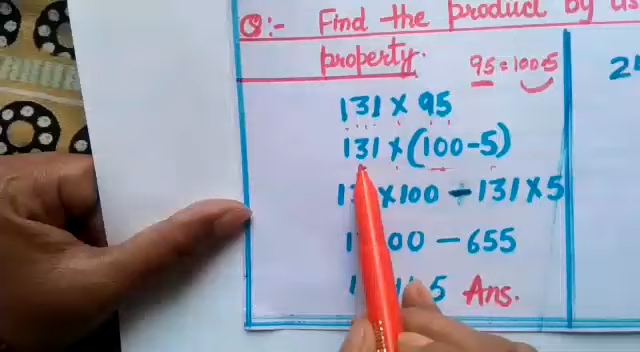 Q:- Find the product by
property. 95 = 100-5
131 × 95
131 × (100-5)
× 100 - 131 × 5
00 - 655
5 Ans.